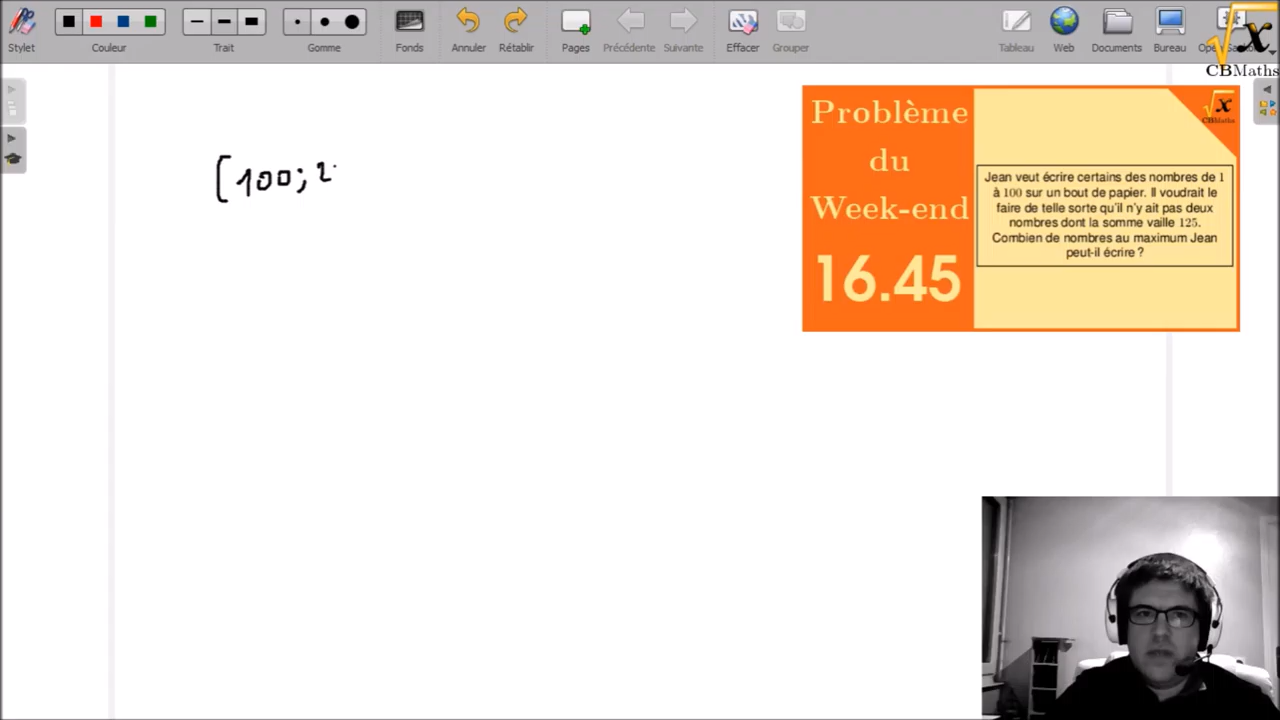 Stylet
Couleur
Trait
Gomme
Fonds
Annuler
Rétablir
Pages
Précédente
Suivante
Effacer
Grouper
Tableau
Web
Documents
Bureau
x
CBMaths
[100;2
Problème
du
Week-end
16.45
x
CBMaths
Jean veut écrire certains des nombres de 1
à 100 sur un bout de papier. Il voudrait le
faire de telle sorte qu'il n'y ait pas deux
nombres dont la somme vaille 125.
Combien de nombres au maximum Jean
peut-il écrire ?